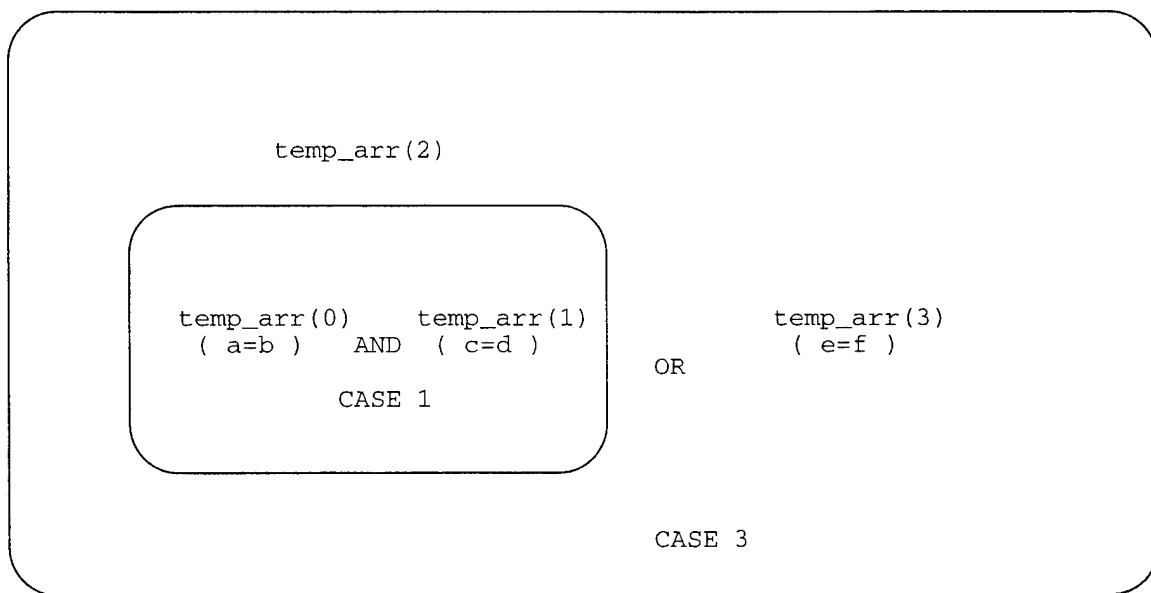 temp_arr(2)
temp_arr(0) temp_arr(1) temp_arr(3)
( a=b ) AND ( c=d ) ( e=f )
OR
CASE 1
CASE 3